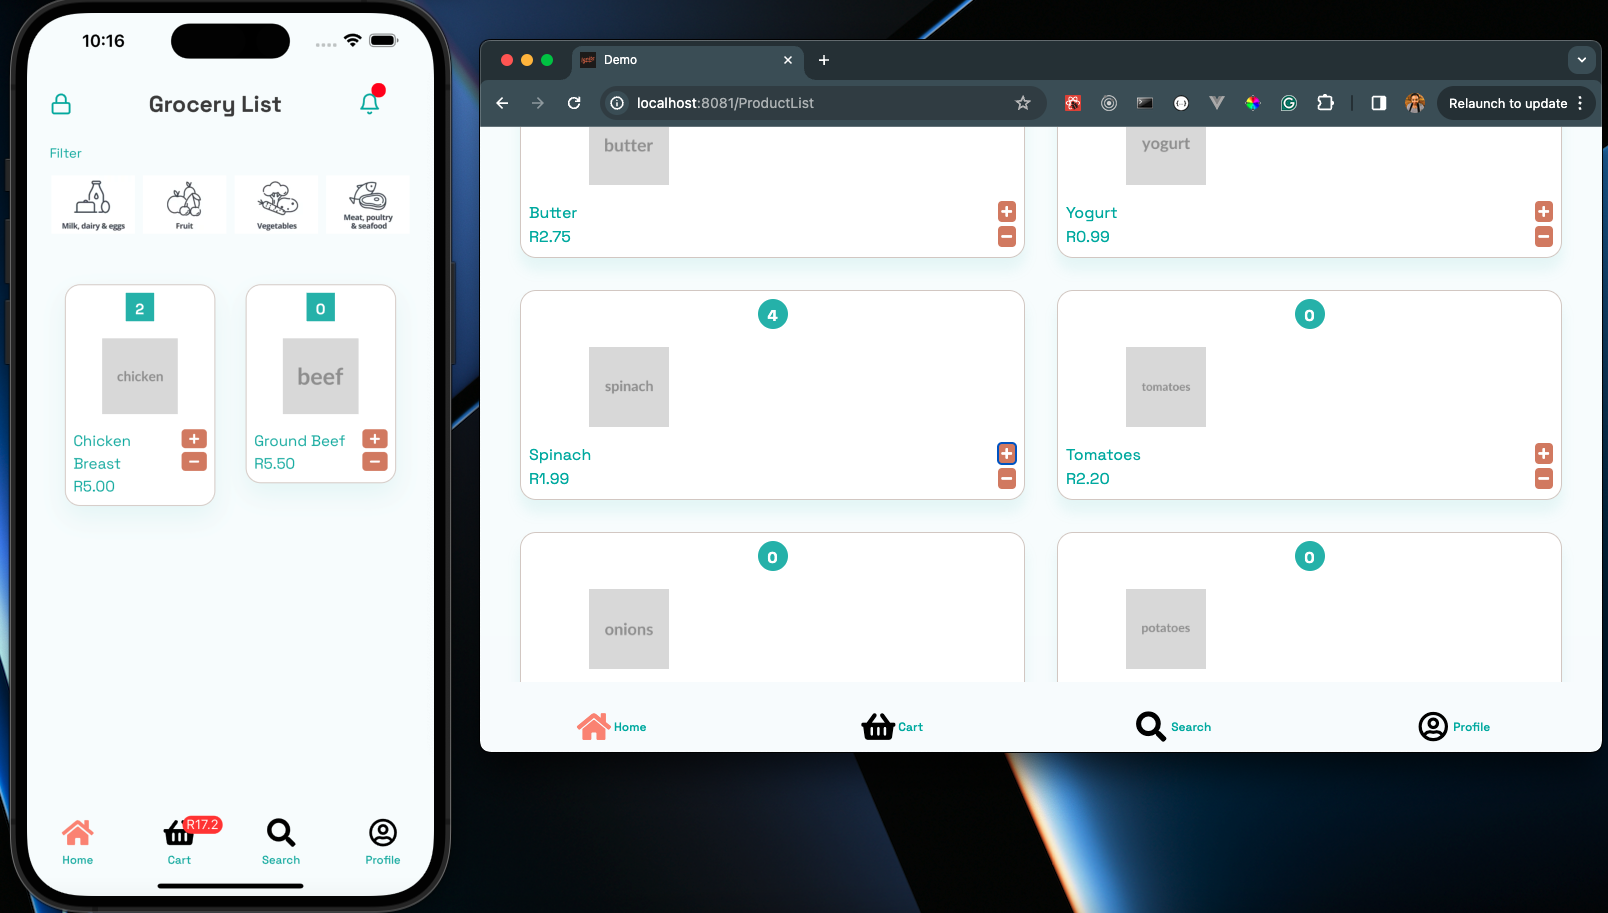 10:16
Grocery List
Filter
Milk, dairy & eggs
Fruit
Vegetables
Meat, poultry
& seafood
2
chicken
Chicken
Breast
R5.00
0
beef
Ground Beef
R5.50
R17.2
Home
Cart
Search
Profile
Demo
localhost:8081/ProductList
Relaunch to update
butter
Butter
R2.75
yogurt
Yogurt
R0.99
4
spinach
Spinach
R1.99
0
tomatoes
Tomatoes
R2.20
0
onions
0
potatoes
Home
Cart
Search
Profile